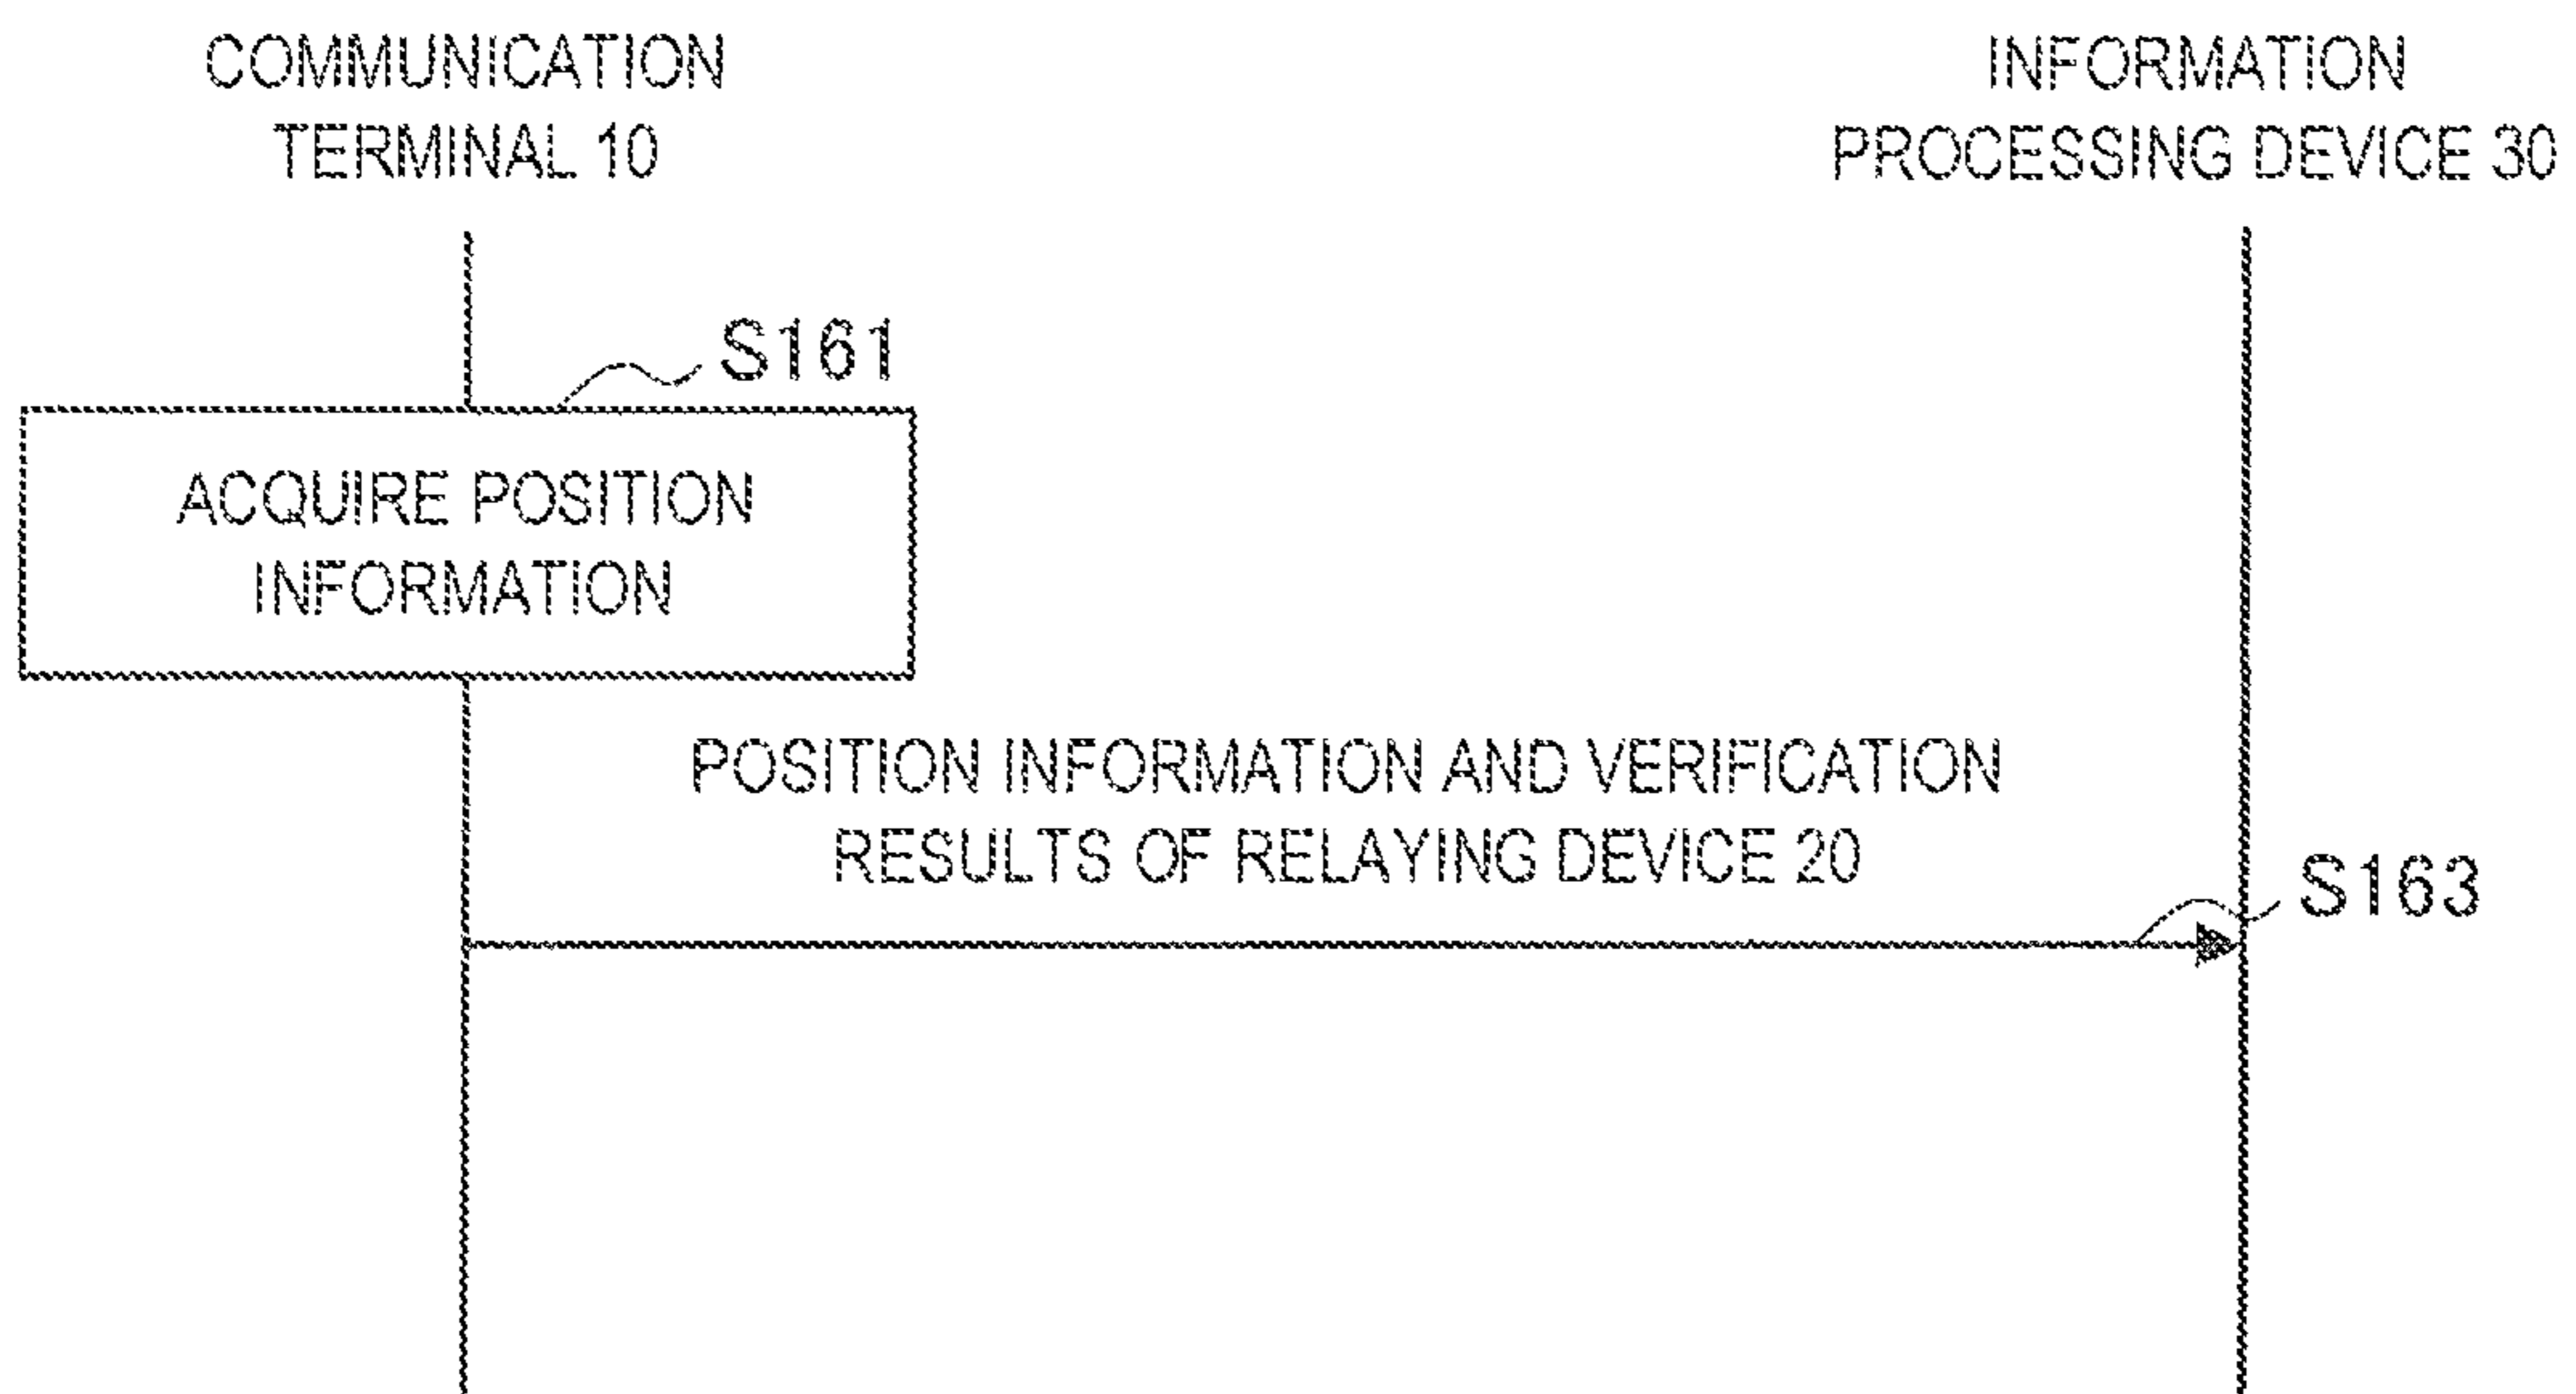 COMMUNICATION
TERMINAL 10
INFORMATION
PROCESSING DEVICE 30
S161
ACQUIRE POSITION
INFORMATION
POSITION INFORMATION AND VERIFICATION
RESULTS OF RELAYING DEVICE 20
S163